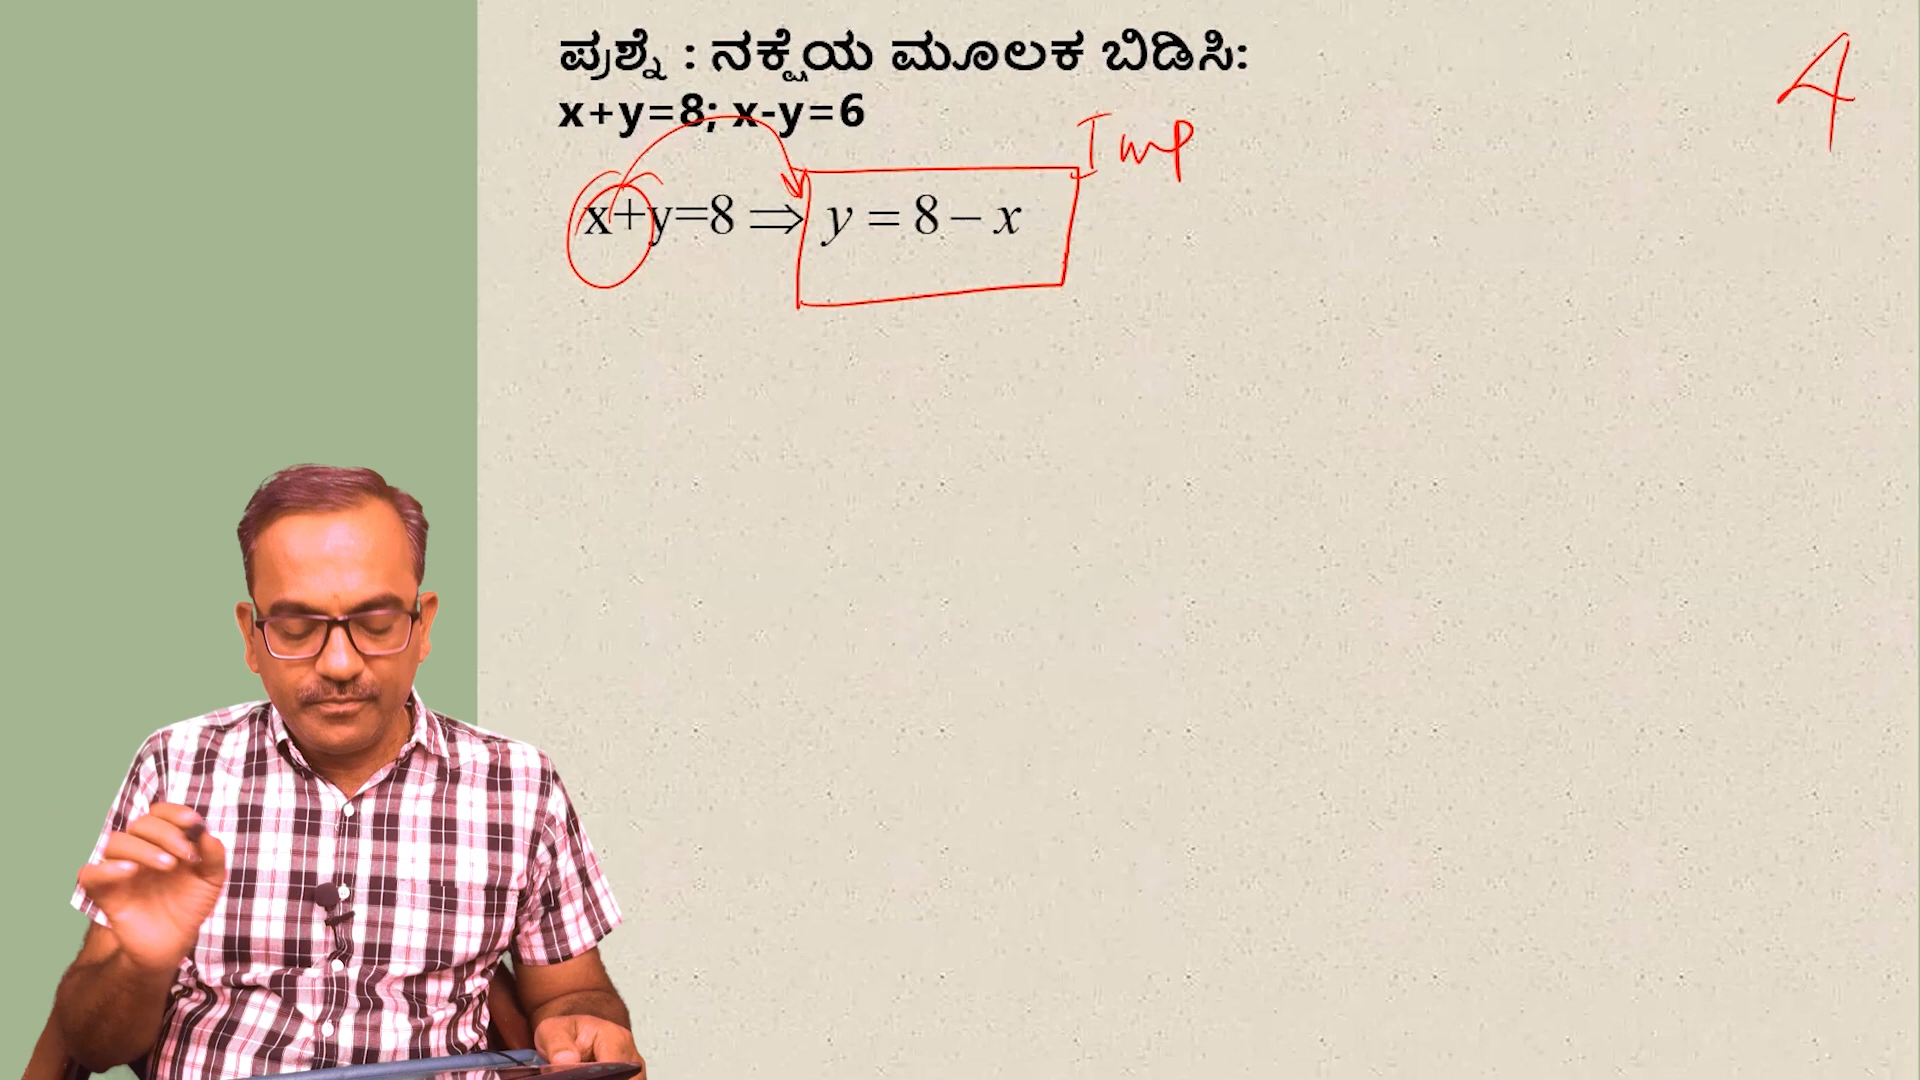 ಪ್ರಶ್ನೆ : ನಕ್ಷೆಯ ಮೂಲಕ ಬಿಡಿಸಿ:
x+y=8; x-y=6
x+y=8 ⇒ y = 8 − x
Imp
4